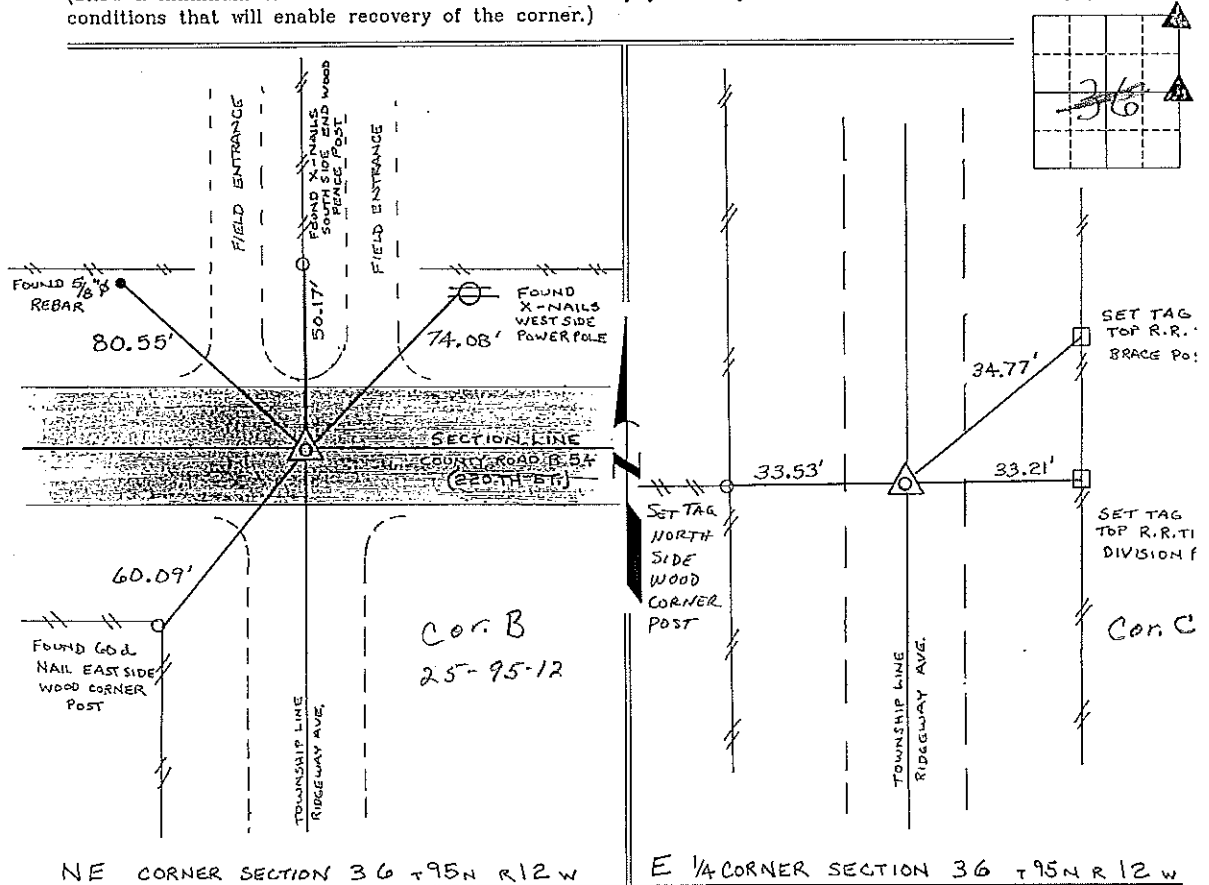 conditions that will enable recovery of the corner.)
36
FIELD ENTRANCE
FOUND X-NAILS
SOUTH SIDE END WOOD
FENCE POST
FIELD ENTRANCE
FOUND 5/8"Ø
REBAR
80.55'
50.17'
74.08'
FOUND
X-NAILS
WEST SIDE
POWER POLE
SECTION LINE
COUNTY ROAD B 54
(220TH ST.)
60.09'
FOUND 60d
NAIL EAST SIDE
WOOD CORNER
POST
Cor. B
25-95-12
TOWNSHIP LINE
RIDGEWAY AVE.
NE CORNER SECTION 36 T95N R12W
SET TAG
TOP R.R.
BRACE
34.77'
33.53'
33.21'
SET TAG
NORTH
SIDE
WOOD
CORNER
POST
SET TAG
TOP R.R. TI
DIVISION
Cor. C
TOWNSHIP LINE
RIDGEWAY AVE.
E 1/4 CORNER SECTION 36 T95N R 12 W